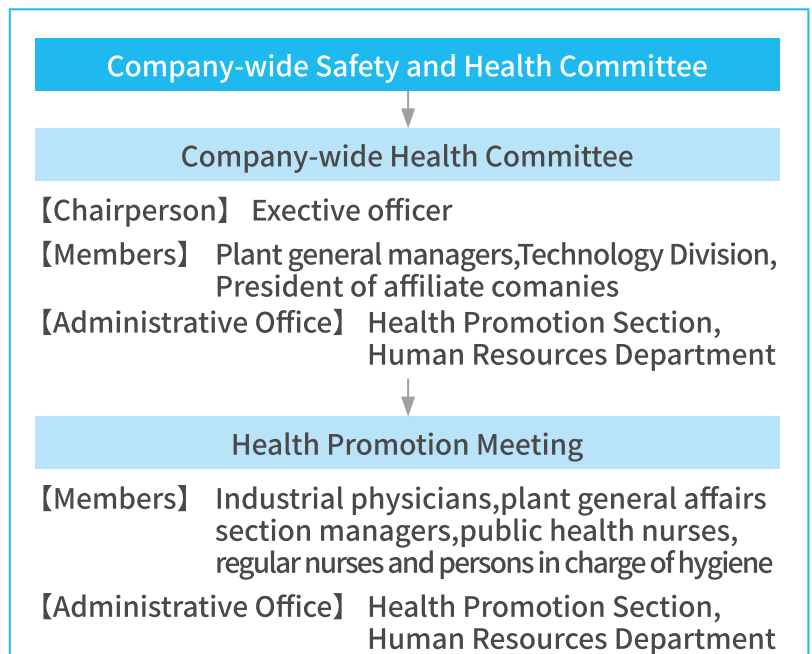 Company-wide Safety and Health Committee
Company-wide Health Committee
【Chairperson】 Exective officer
【Members】 Plant general managers,Technology Division,
President of affiliate comanies
【Administrative Office】 Health Promotion Section,
Human Resources Department
Health Promotion Meeting
【Members】 Industrial physicians,plant general affairs
section managers,public health nurses,
regular nurses and persons in charge of hygiene
【Administrative Office】 Health Promotion Section,
Human Resources Department